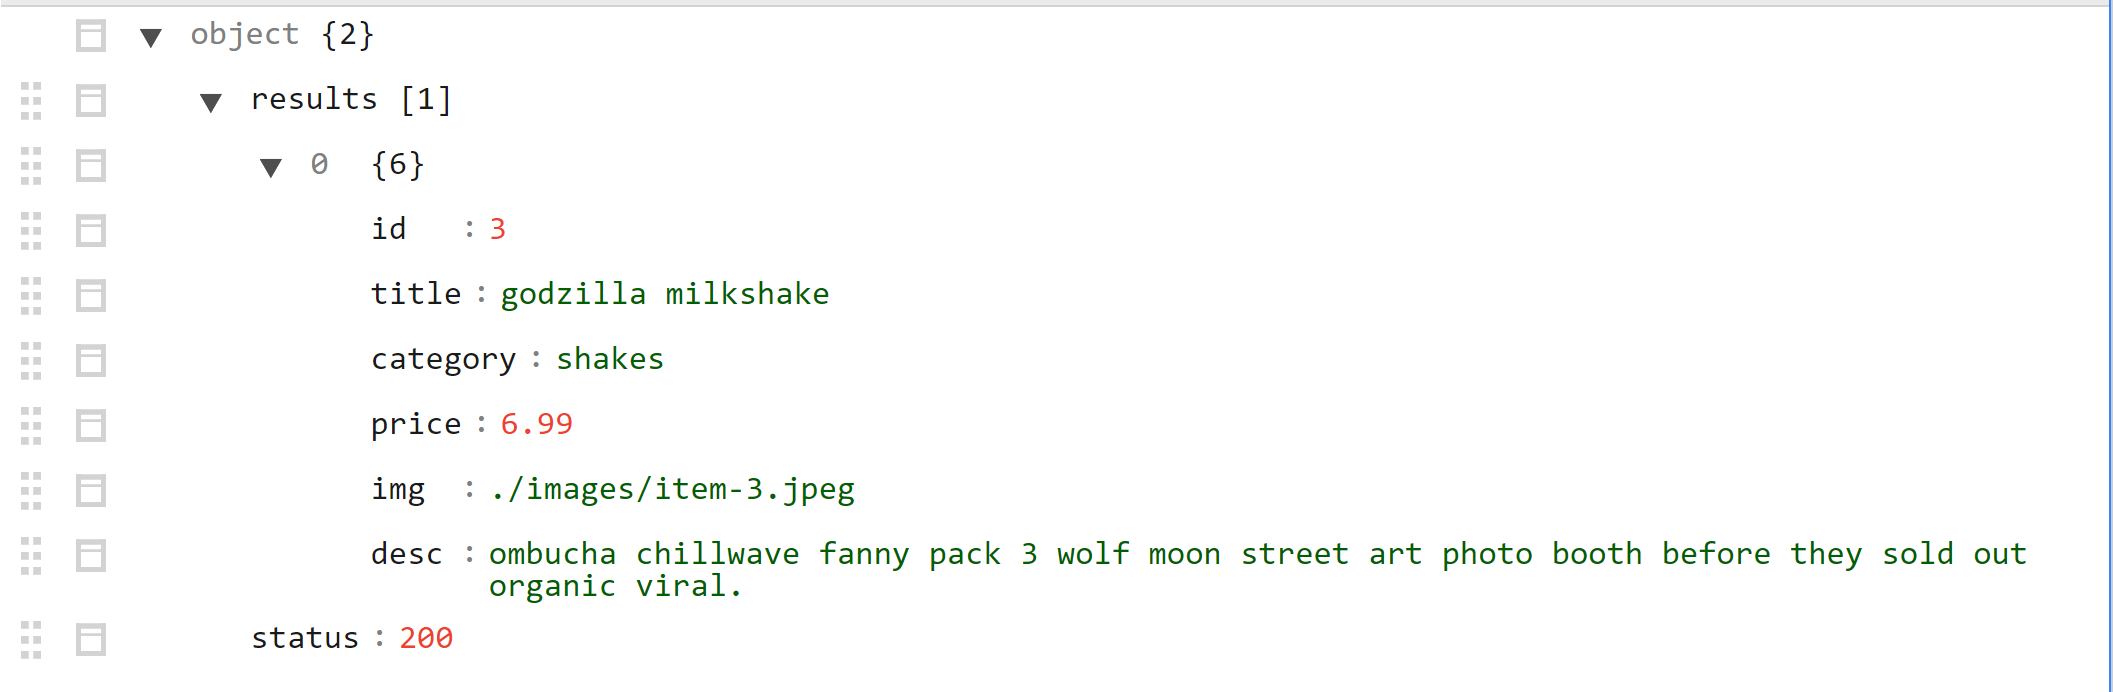 object {2}
results [1]
0 {6}
id : 3
title : godzilla milkshake
category : shakes
price : 6.99
img : ./images/item-3.jpeg
desc : ombucha chillwave fanny pack 3 wolf moon street art photo booth before they sold out
organic viral.
status : 200